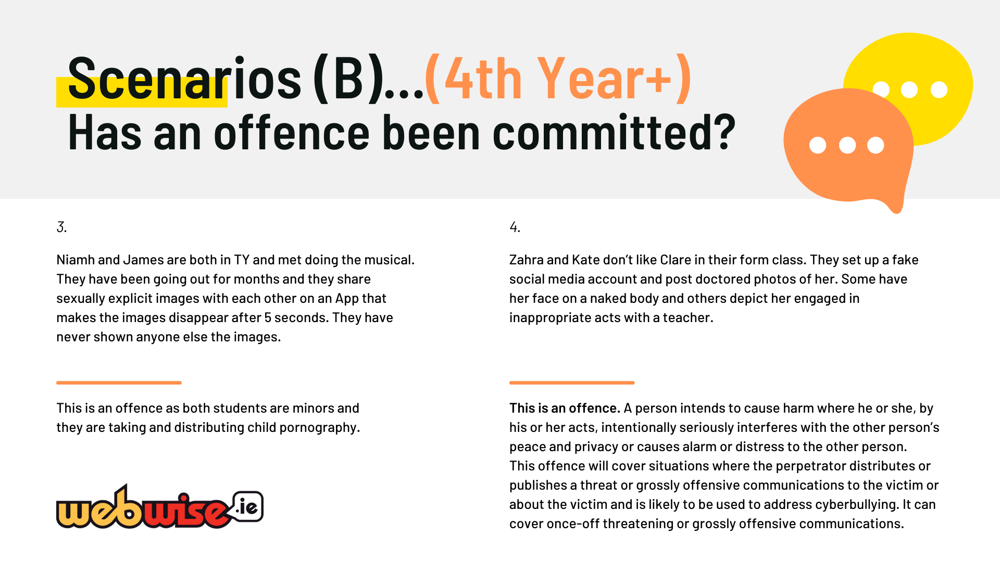 Scenarios (B)...(4th Year+)
Has an offence been committed?
3.
Niamh and James are both in TY and met doing the musical.
They have been going out for months and they share
sexually explicit images with each other on an App that
makes the images disappear after 5 seconds. They have
never shown anyone else the images.
This is an offence as both students are minors and
they are taking and distributing child pornography.
4.
Zahra and Kate don’t like Clare in their form class. They set up a fake
social media account and post doctored photos of her. Some have
her face on a naked body and others depict her engaged in
inappropriate acts with a teacher.
This is an offence. A person intends to cause harm where he or she, by
his or her acts, intentionally seriously interferes with the other person’s
peace and privacy or causes alarm or distress to the other person.
This offence will cover situations where the perpetrator distributes or
publishes a threat or grossly offensive communications to the victim or
about the victim and is likely to be used to address cyberbullying. It can
cover once-off threatening or grossly offensive communications.
webwise.ie